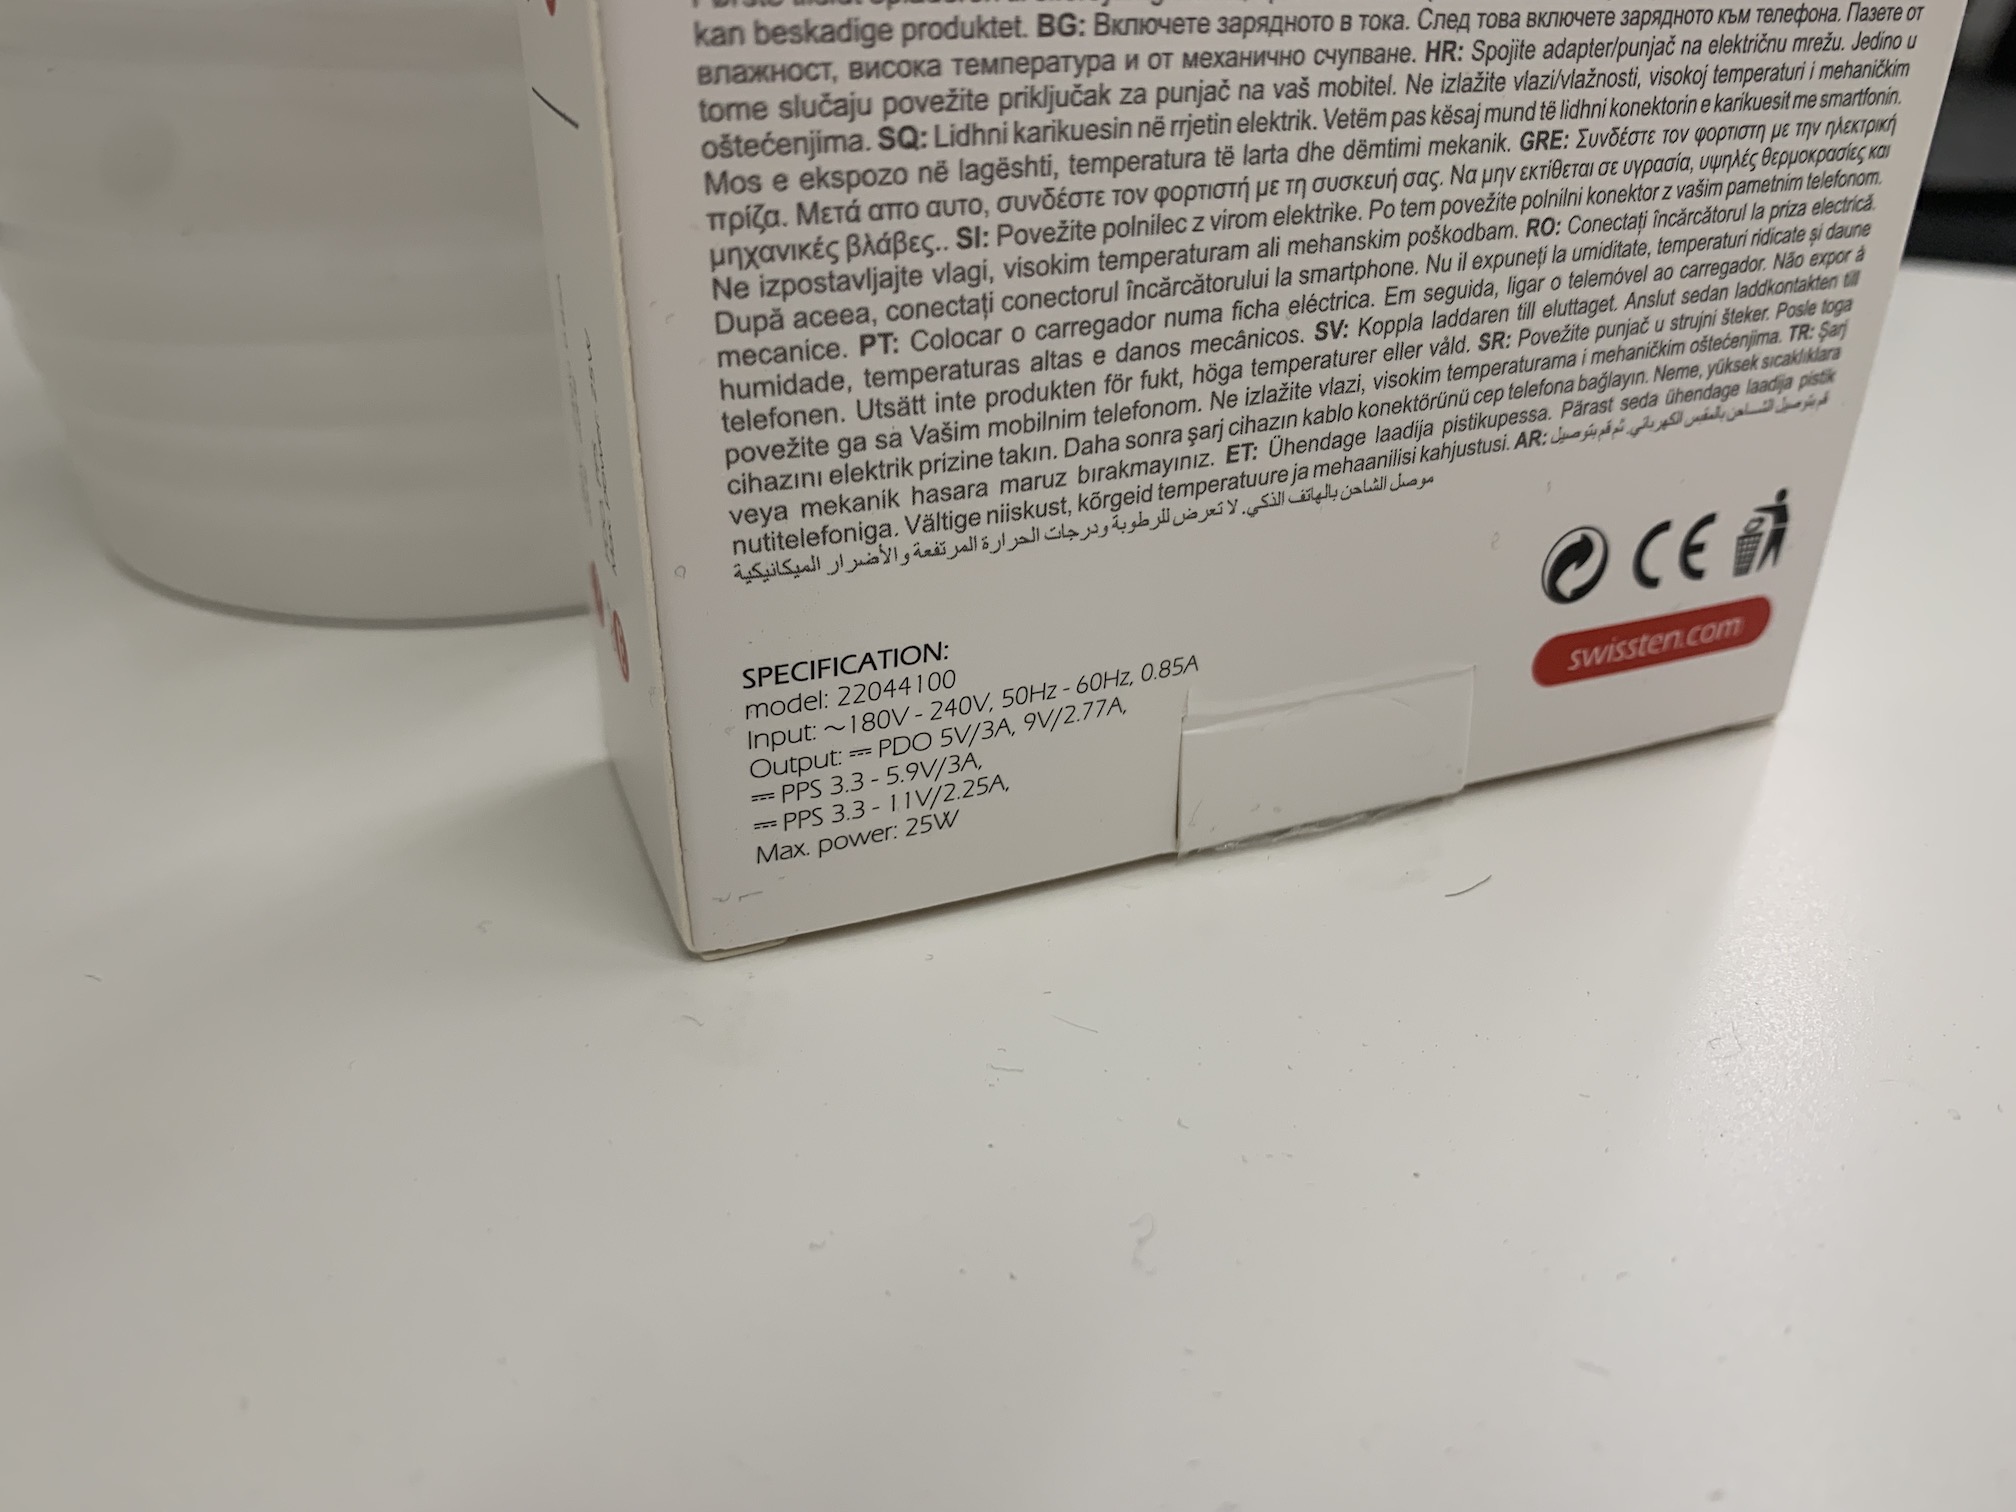 kan beskadige produktet. BG: Включете зарядното в тока. След това включете зарядното към телефона. Пазете от
влажност, висока температура и от механично счупване. HR: Spojite adapter/punjač na električnu mrežu. Jedino u
tome slučaju povežite priključak za punjač na vaš mobitel. Ne izlažite vlazi/vlažnosti, visokoj temperaturi i mehaničkim
oštećenjima. SQ: Lidhni karikuesin në rrjetin elektrik. Vetëm pas kësaj mund të lidhni konektorin e karikuesit me smartfonin.
Mos e ekspozo në lagështi, temperatura të larta dhe dëmtimi mekanik. GRE: Συνδέστε τον φορτιστη με την ηλεκτρική
πρίζα. Μετά απο αυτο, συνδέστε τον φορτιστή με τη συσκευή σας. Να μην εκτίθεται σε υγρασία, υψηλές θερμοκρασίες και
μηχανικές βλάβες.. SI: Povežite polnilec z virom elektrike. Po tem povežite polnilni konektor z vašim pametnim telefonom.
Ne izpostavljajte vlagi, visokim temperaturam ali mehanskim poškodbam. RO: Conectați încărcătorul la priza electrică.
După aceea, conectați conectorul încărcătorului la smartphone. Nu il expuneți la umiditate, temperaturi ridicate și daune
mecanice. PT: Colocar o carregador numa ficha eléctrica. Em seguida, ligar o telemóvel ao carregador. Não expor à
humidade, temperaturas altas e danos mecânicos. SV: Koppla laddaren till eluttaget. Anslut sedan laddkontakten till
telefonen. Utsätt inte produkten för fukt, höga temperaturer eller våld. SR: Povežite punjač u strujni šteker. Posle toga
povežite ga sa Vašim mobilnim telefonom. Ne izlažite vlazi, visokim temperaturama i mehaničkim oštećenjima. TR: Şarj
cihazını elektrik prizine takın. Daha sonra şarj cihazın kablo konektörünü cep telefona bağlayın. Neme, yüksek sıcaklıklara
veya mekanik hasara maruz bırakmayınız. ET: Ühendage laadija pistikupessa. Pärast seda ühendage laadija pistik
nutitelefoniga. Vältige niiskust, kõrgeid temperatuure ja mehaanilisi kahjustusi. AR: قم بتوصيل الشاحن بالمقبس الكهربائي. ثم قم بتوصيل
موصل الشاحن بالهاتف الذكي. لا تعرض للرطوبة ودرجات الحرارة المرتفعة والأضرار الميكانيكية
SPECIFICATION:
model: 22044100
Input: ~180V - 240V, 50Hz - 60Hz, 0.85A
Output: ⎓ PDO 5V/3A, 9V/2.77A,
⎓ PPS 3.3 - 5.9V/3A,
⎓ PPS 3.3 - 11V/2.25A,
Max. power: 25W
CE
swissten.com